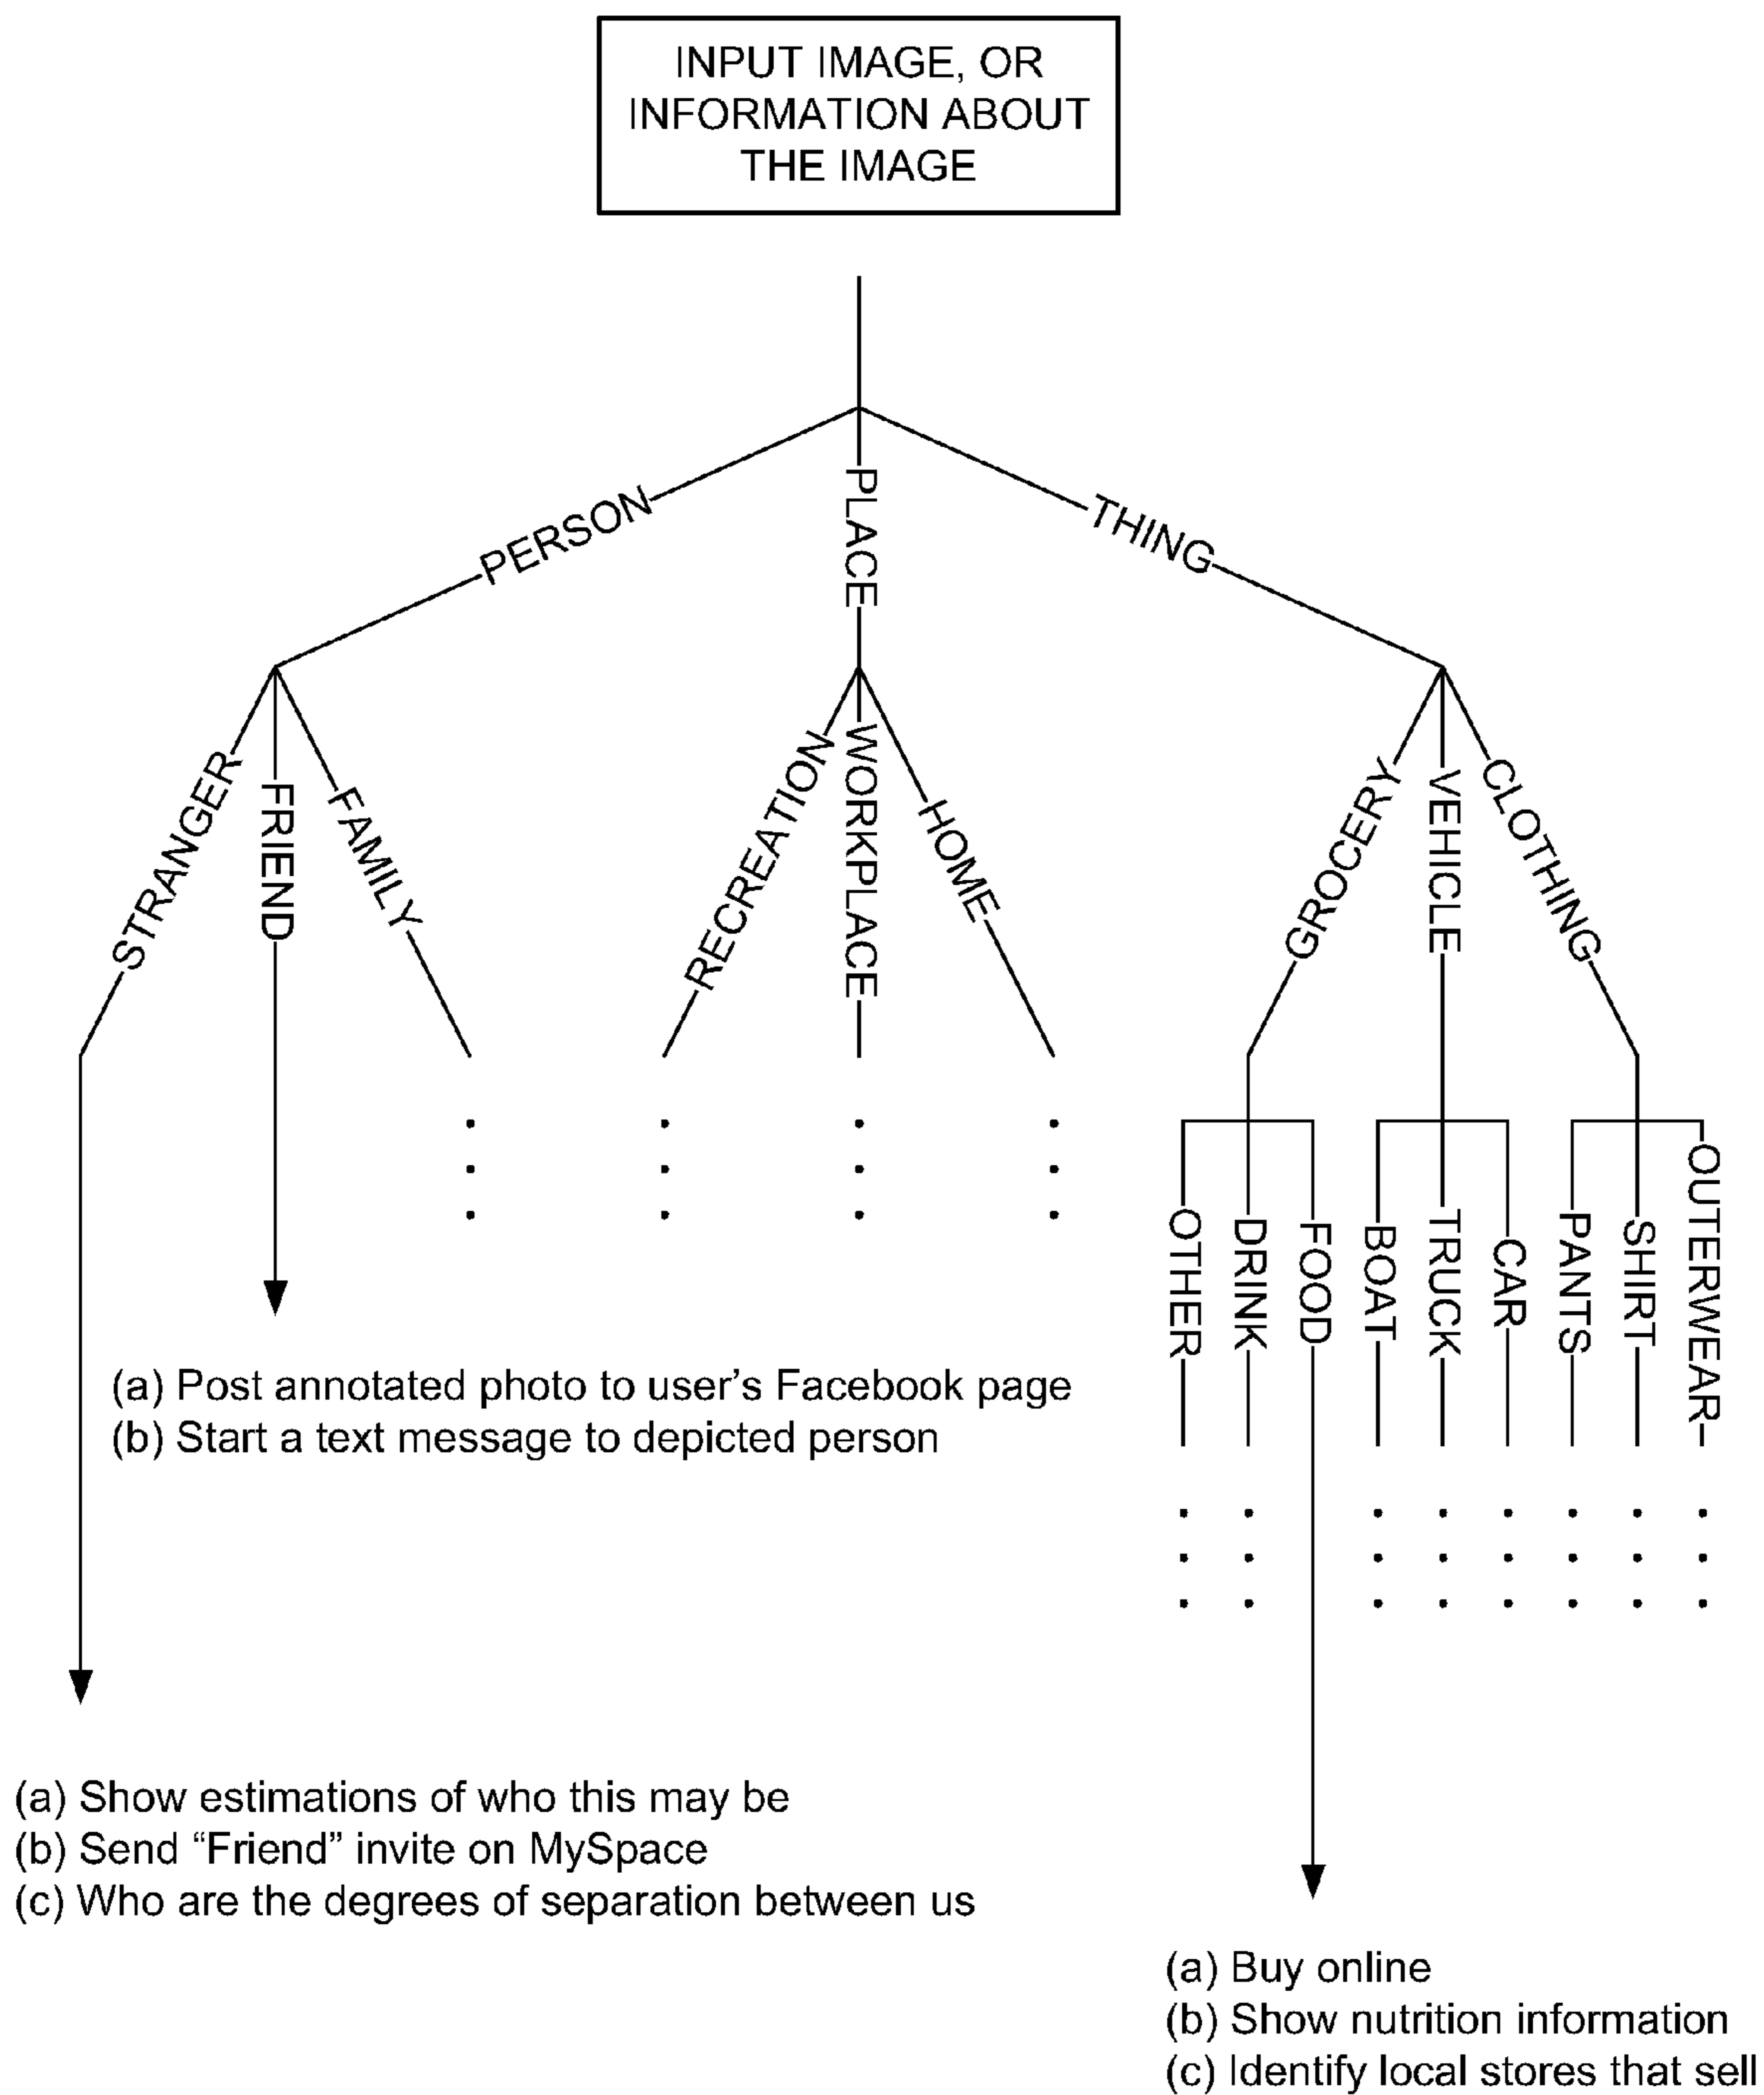 INPUT IMAGE, OR
INFORMATION ABOUT
THE IMAGE
PERSON
PLACE
THING
STRANGER
FRIEND
FAMILY
RECREATION
WORKPLACE
HOME
GROCERY
VEHICLE
CLOTHING
OTHER
DRINK
FOOD
BOAT
TRUCK
CAR
PANTS
SHIRT
OUTERWEAR
(a) Post annotated photo to user’s Facebook page
(b) Start a text message to depicted person
(a) Show estimations of who this may be
(b) Send “Friend” invite on MySpace
(c) Who are the degrees of separation between us
(a) Buy online
(b) Show nutrition information
(c) Identify local stores that sell